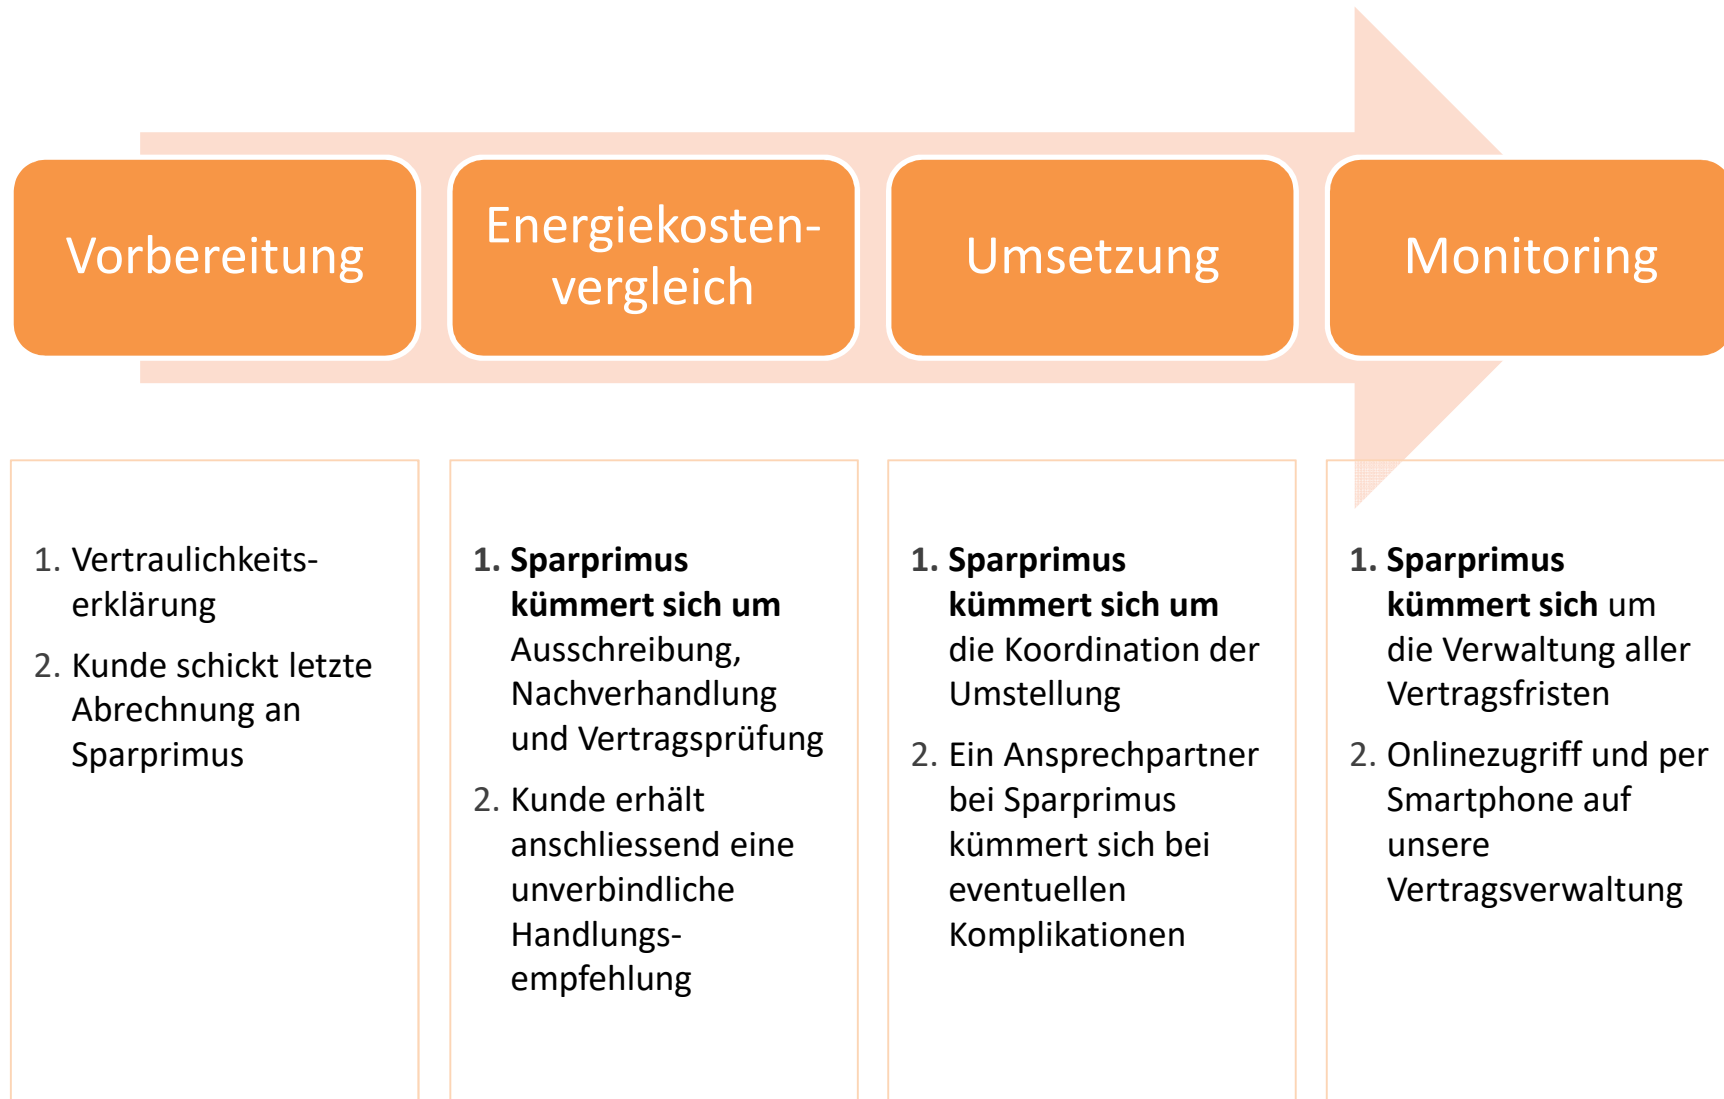 Vorbereitung
Energiekosten-
vergleich
Umsetzung
Monitoring
1. Vertraulichkeits-
erklärung
2. Kunde schickt letzte
Abrechnung an
Sparprimus
1. Sparprimus
kümmert sich um
Ausschreibung,
Nachverhandlung
und Vertragsprüfung
2. Kunde erhält
anschliessend eine
unverbindliche
Handlungs-
empfehlung
1. Sparprimus
kümmert sich um
die Koordination der
Umstellung
2. Ein Ansprechpartner
bei Sparprimus
kümmert sich bei
eventuellen
Komplikationen
1. Sparprimus
kümmert sich um
die Verwaltung aller
Vertragsfristen
2. Onlinezugriff und per
Smartphone auf
unsere
Vertragsverwaltung